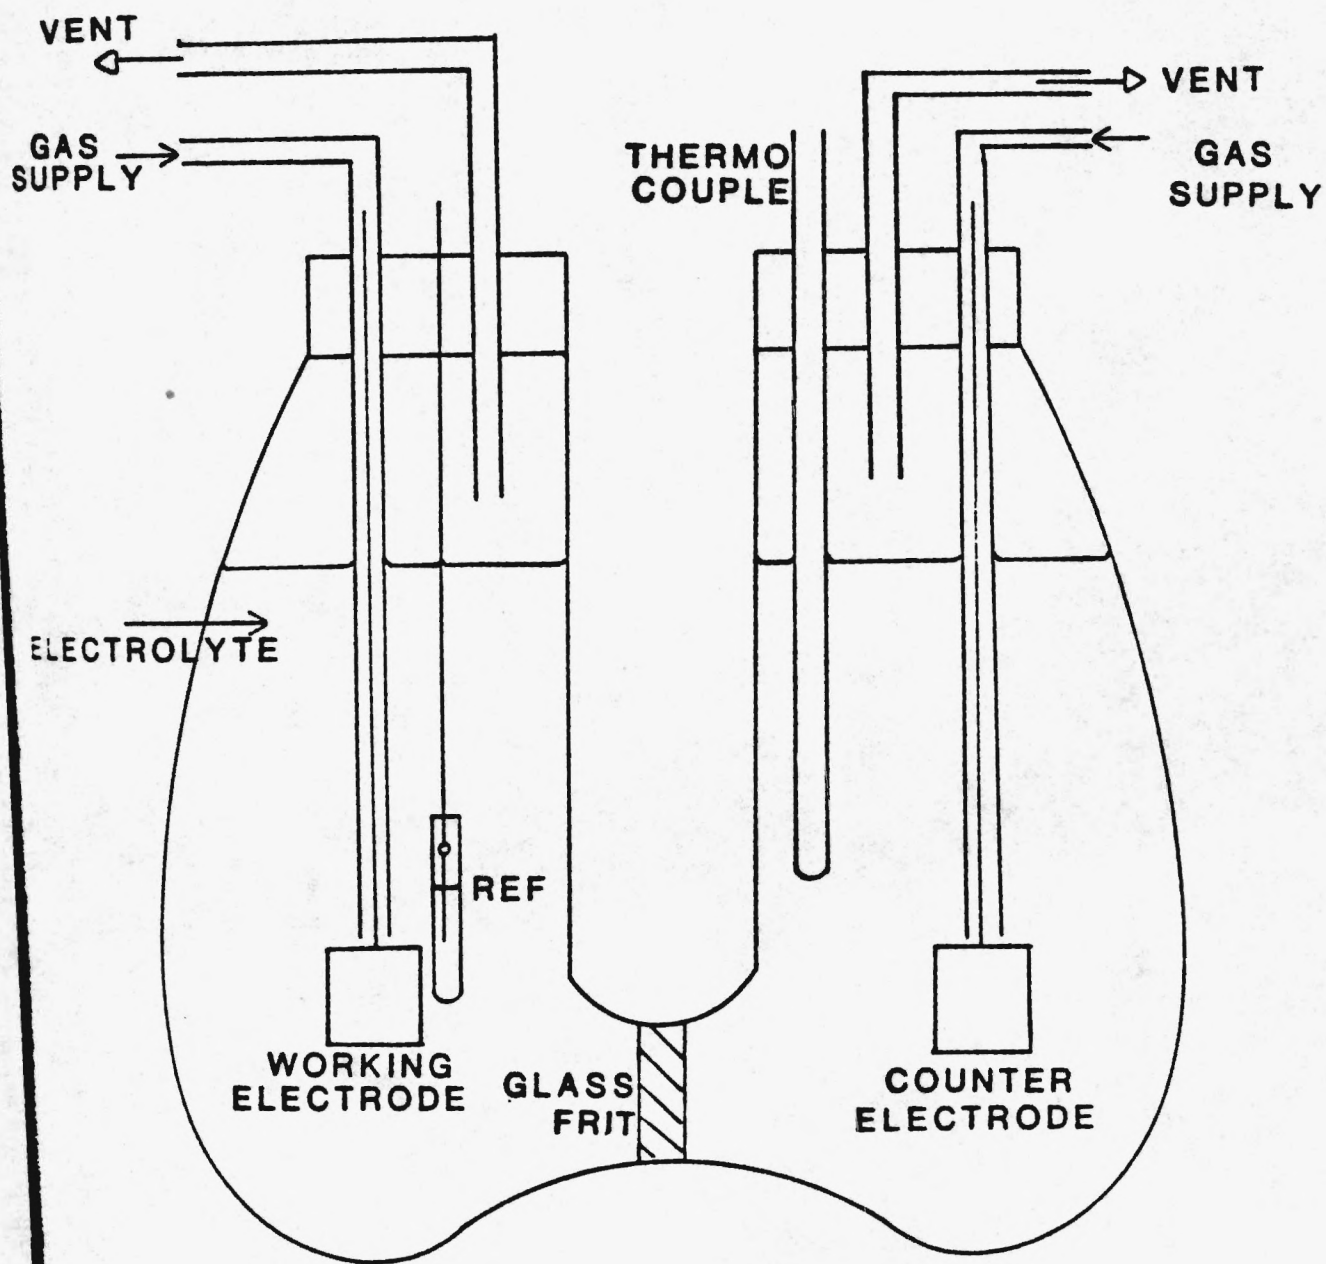 VENT
GAS
SUPPLY
THERMO
COUPLE
VENT
GAS
SUPPLY
ELECTROLYTE
REF
WORKING
ELECTRODE
GLASS
FRIT
COUNTER
ELECTRODE